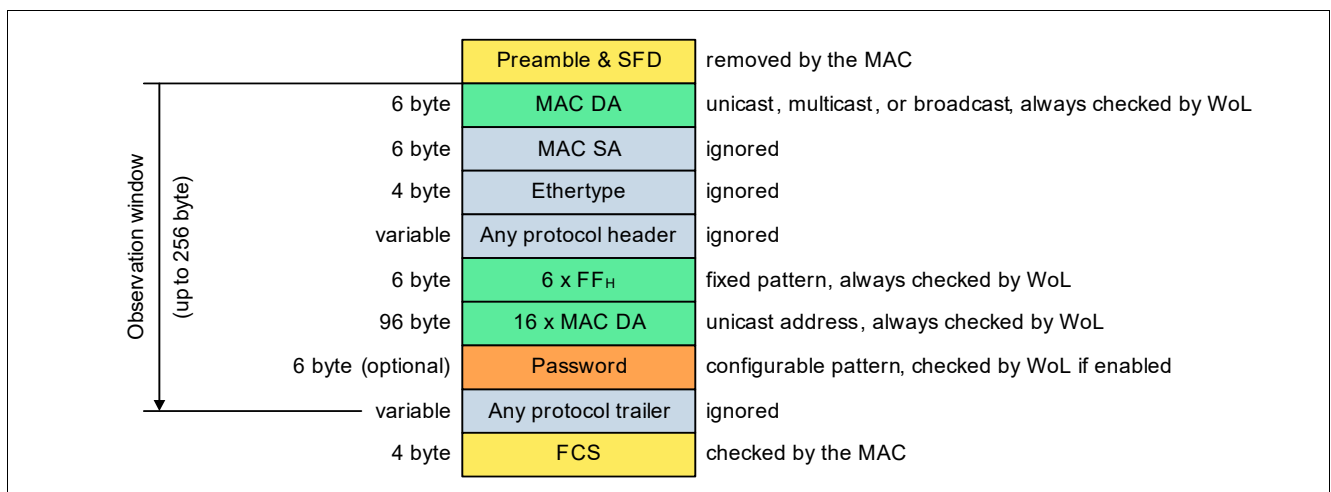 Preamble & SFD removed by the MAC
6 byte MAC DA unicast, multicast, or broadcast, always checked by WoL
6 byte MAC SA ignored
4 byte Ethertype ignored
variable Any protocol header ignored
6 byte 6 x FFH fixed pattern, always checked by WoL
96 byte 16 x MAC DA unicast address, always checked by WoL
6 byte (optional) Password configurable pattern, checked by WoL if enabled
variable Any protocol trailer ignored
4 byte FCS checked by the MAC
Observation window
(up to 256 byte)